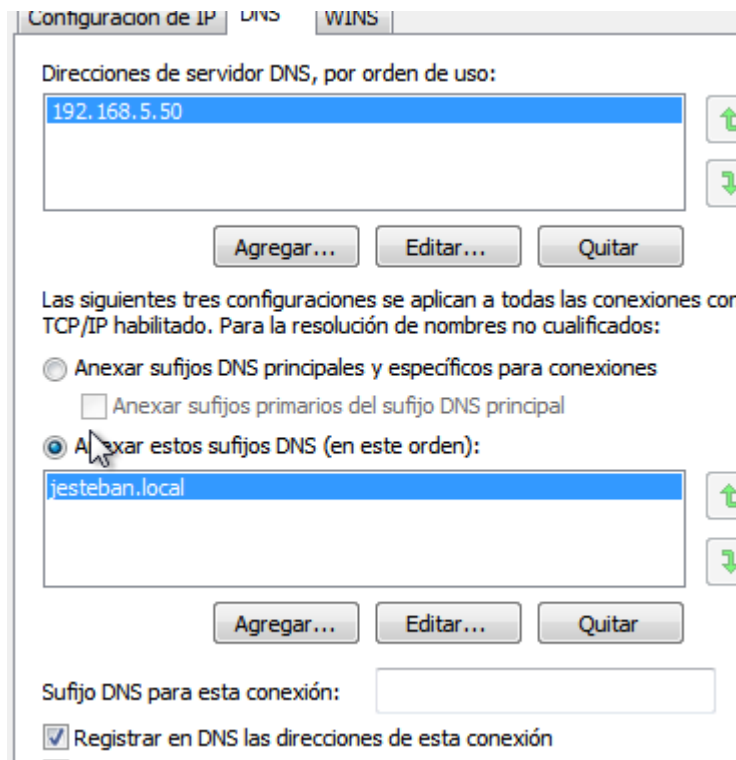 Configuración de IP DNS WINS
Direcciones de servidor DNS, por orden de uso:
192.168.5.50
Agregar... Editar... Quitar
Las siguientes tres configuraciones se aplican a todas las conexiones con
TCP/IP habilitado. Para la resolución de nombres no cualificados:
Anexar sufijos DNS principales y específicos para conexiones
Anexar sufijos primarios del sufijo DNS principal
Anexar estos sufijos DNS (en este orden):
jesteban.local
Agregar... Editar... Quitar
Sufijo DNS para esta conexión:
Registrar en DNS las direcciones de esta conexión